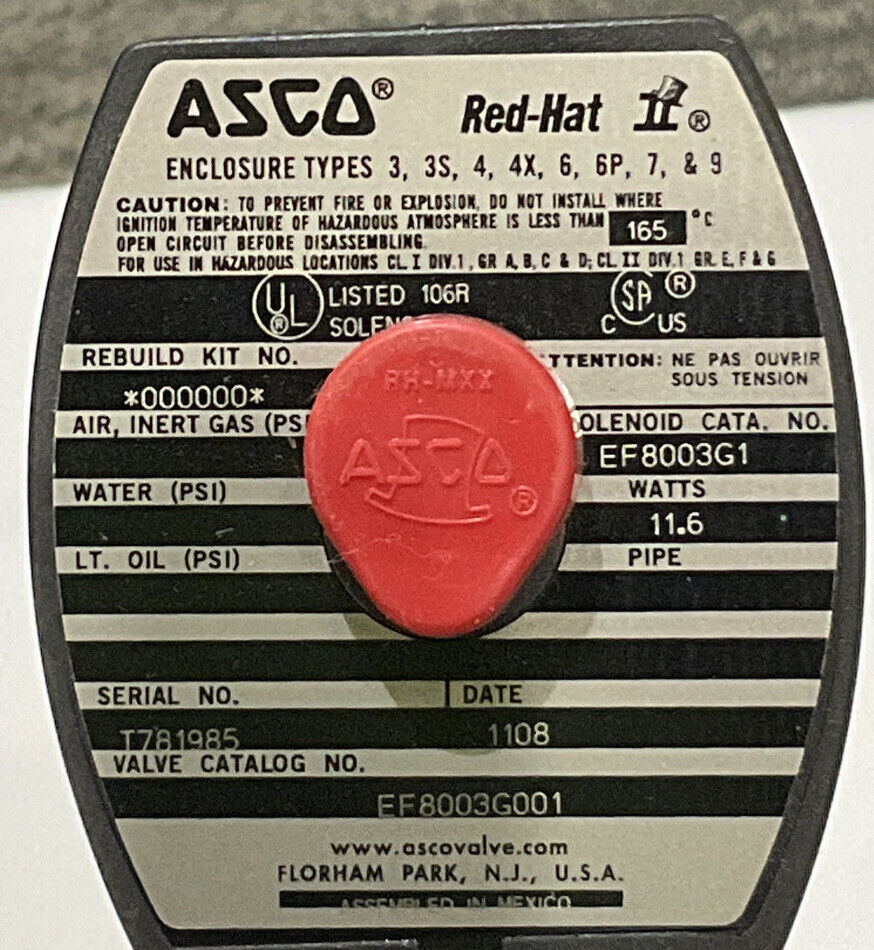 ASCO® Red-Hat II®
ENCLOSURE TYPES 3, 3S, 4, 4X, 6, 6P, 7, & 9
CAUTION: TO PREVENT FIRE OR EXPLOSION, DO NOT INSTALL WHERE
IGNITION TEMPERATURE OF HAZARDOUS ATMOSPHERE IS LESS THAN 165 °C
OPEN CIRCUIT BEFORE DISASSEMBLING.
FOR USE IN HAZARDOUS LOCATIONS CL. I DIV.1, GR A, B, C & D; CL. II DIV.1 GR. E, F & G
UL® LISTED 106R
SOLEN
C SA® US
REBUILD KIT NO.
*000000*
TTENTION: NE PAS OUVRIR
SOUS TENSION
RH-MXX
ASCO®
AIR, INERT GAS (PSI
OLENOID CATA. NO.
EF8003G1
WATER (PSI)
WATTS
11.6
LT. OIL (PSI)
PIPE
SERIAL NO. DATE
T781985 1108
VALVE CATALOG NO.
EF8003G001
www.ascovalve.com
FLORHAM PARK, N.J., U.S.A.
ASSEMBLED IN MEXICO